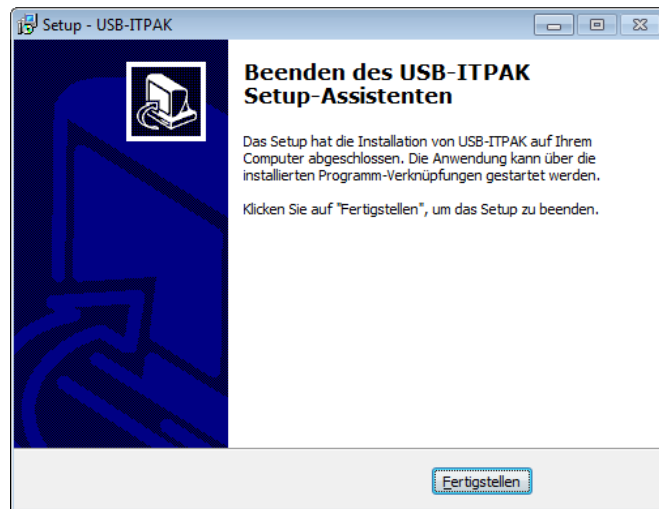 Setup - USB-ITPAK
Beenden des USB-ITPAK
Setup-Assistenten
Das Setup hat die Installation von USB-ITPAK auf Ihrem
Computer abgeschlossen. Die Anwendung kann über die
installierten Programm-Verknüpfungen gestartet werden.
Klicken Sie auf "Fertigstellen", um das Setup zu beenden.
Fertigstellen